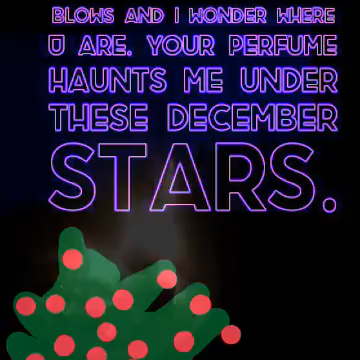 BLOWS AND I WONDER WHERE
U ARE. YOUR PERFUME
HAUNTS ME UNDER
THESE DECEMBER
STARS.